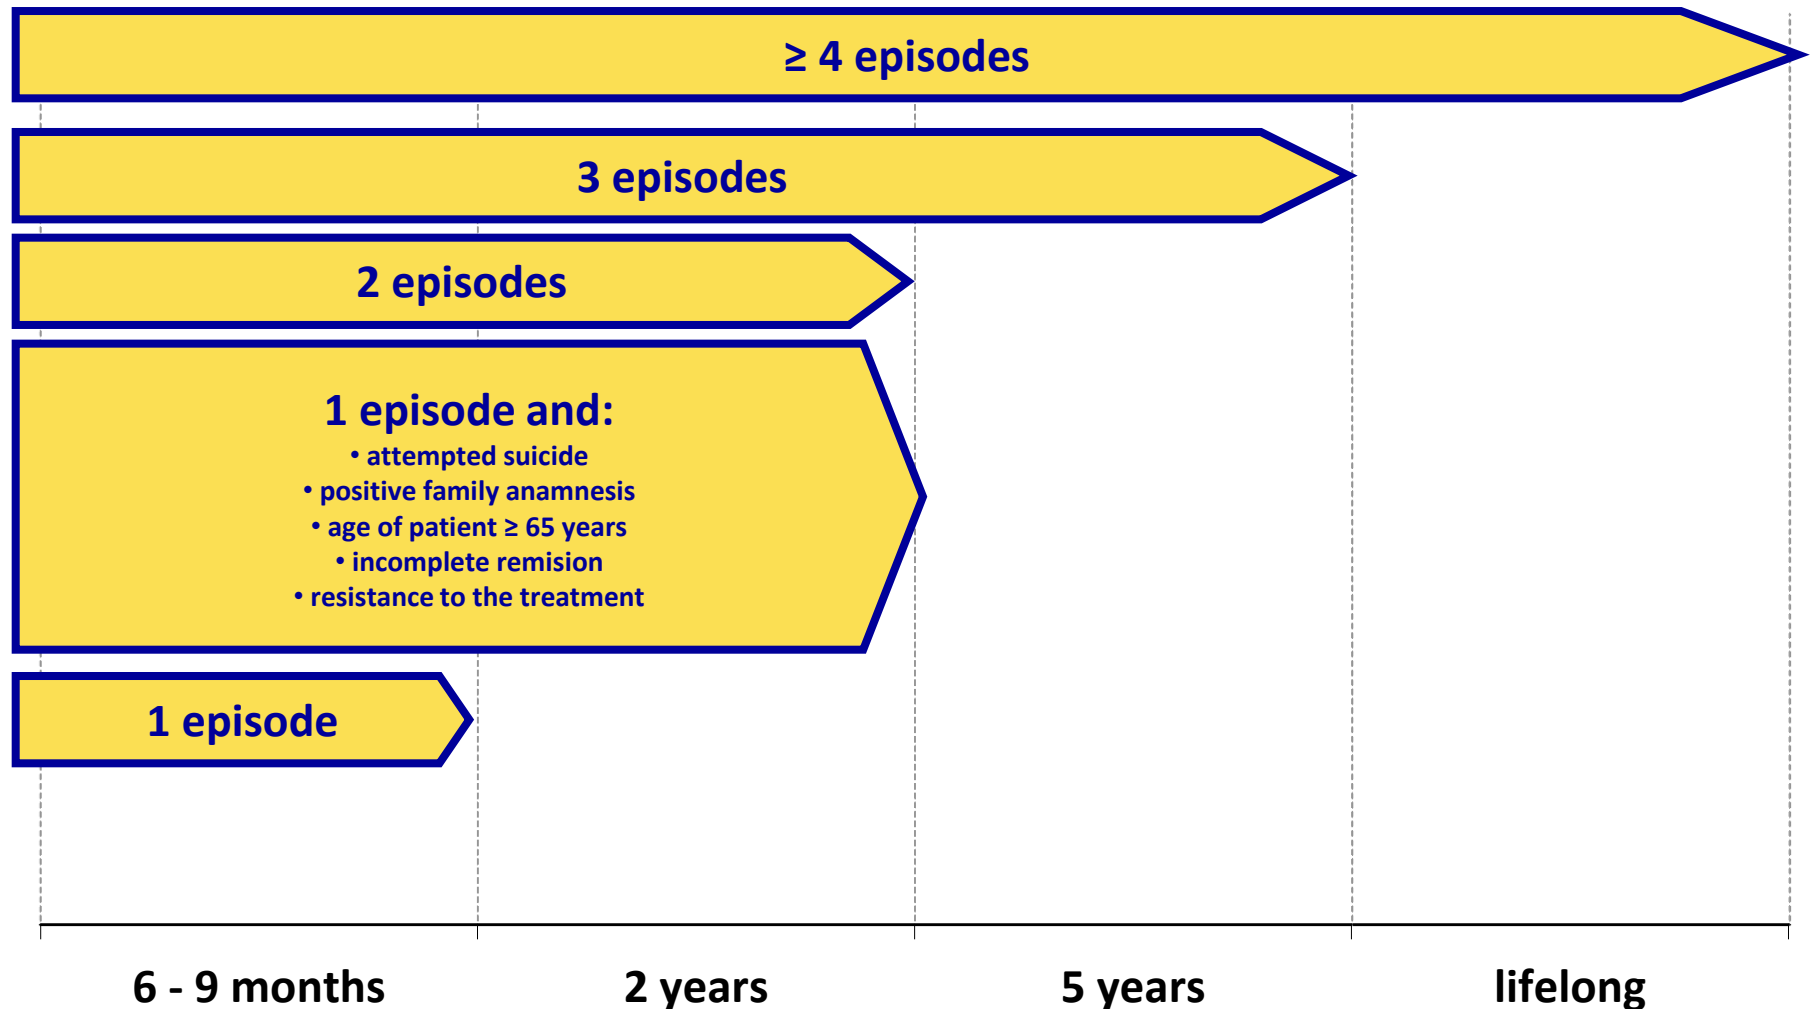 ≥ 4 episodes
3 episodes
2 episodes
1 episode and:
• attempted suicide
• positive family anamnesis
• age of patient ≥ 65 years
• incomplete remision
• resistance to the treatment
1 episode
6 - 9 months
2 years
5 years
lifelong